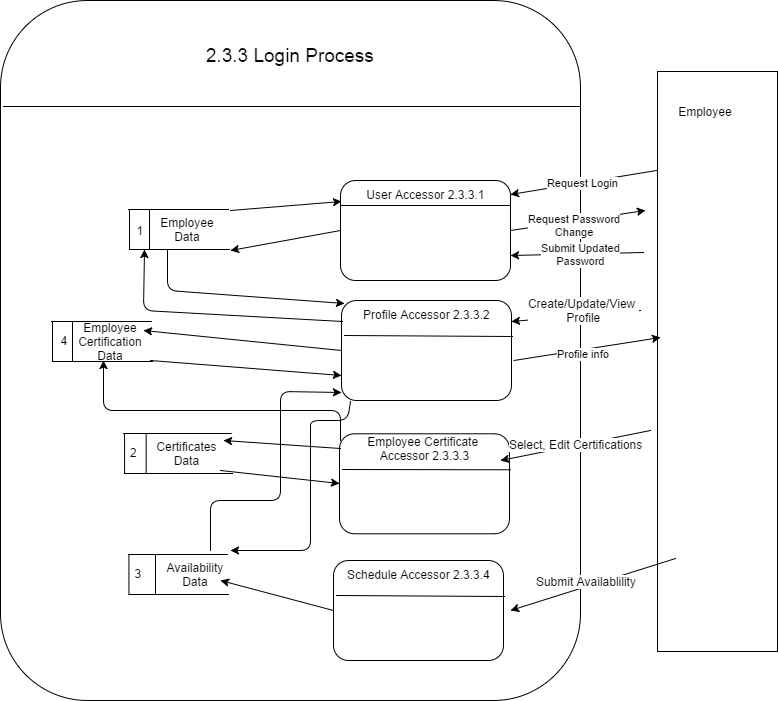 2.3.3 Login Process
Employee
User Accessor 2.3.3.1
Request Login
1
Employee
Data
Request Password
Change
Submit Updated
Password
Profile Accessor 2.3.3.2
Create/Update/View
Profile
4
Employee
Certification
Data
Profile info
2
Certificates
Data
Employee Certificate
Accessor 2.3.3.3
Select, Edit Certifications
3
Availability
Data
Schedule Accessor 2.3.3.4
Submit Availablility